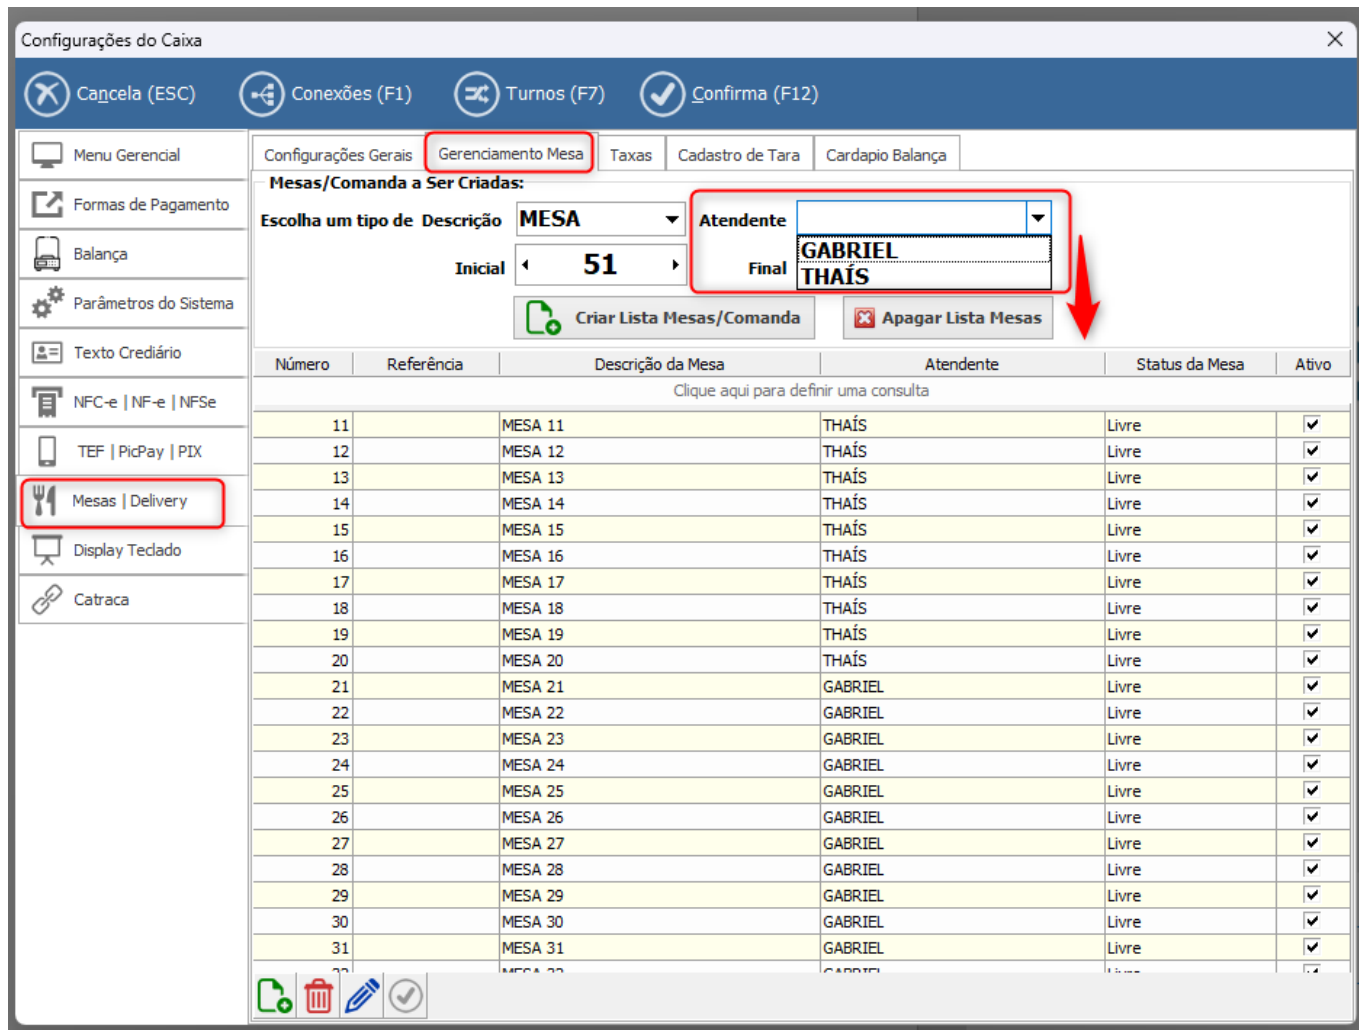 Configurações do Caixa
Cancela (ESC) Conexões (F1) Turnos (F7) Confirma (F12)
Menu Gerencial
Formas de Pagamento
Balança
Parâmetros do Sistema
Texto Crediário
NFC-e | NF-e | NFSe
TEF | PicPay | PIX
Mesas | Delivery
Display Teclado
Catraca
Configurações Gerais Gerenciamento Mesa Taxas Cadastro de Tara Cardapio Balança
Mesas/Comanda a Ser Criadas:
Escolha um tipo de Descrição MESA Atendente
GABRIEL
Inicial 51 Final THAÍS
Criar Lista Mesas/Comanda Apagar Lista Mesas
Número Referência Descrição da Mesa Atendente Status da Mesa Ativo
Clique aqui para definir uma consulta
11 MESA 11 THAÍS Livre
12 MESA 12 THAÍS Livre
13 MESA 13 THAÍS Livre
14 MESA 14 THAÍS Livre
15 MESA 15 THAÍS Livre
16 MESA 16 THAÍS Livre
17 MESA 17 THAÍS Livre
18 MESA 18 THAÍS Livre
19 MESA 19 THAÍS Livre
20 MESA 20 THAÍS Livre
21 MESA 21 GABRIEL Livre
22 MESA 22 GABRIEL Livre
23 MESA 23 GABRIEL Livre
24 MESA 24 GABRIEL Livre
25 MESA 25 GABRIEL Livre
26 MESA 26 GABRIEL Livre
27 MESA 27 GABRIEL Livre
28 MESA 28 GABRIEL Livre
29 MESA 29 GABRIEL Livre
30 MESA 30 GABRIEL Livre
31 MESA 31 GABRIEL Livre